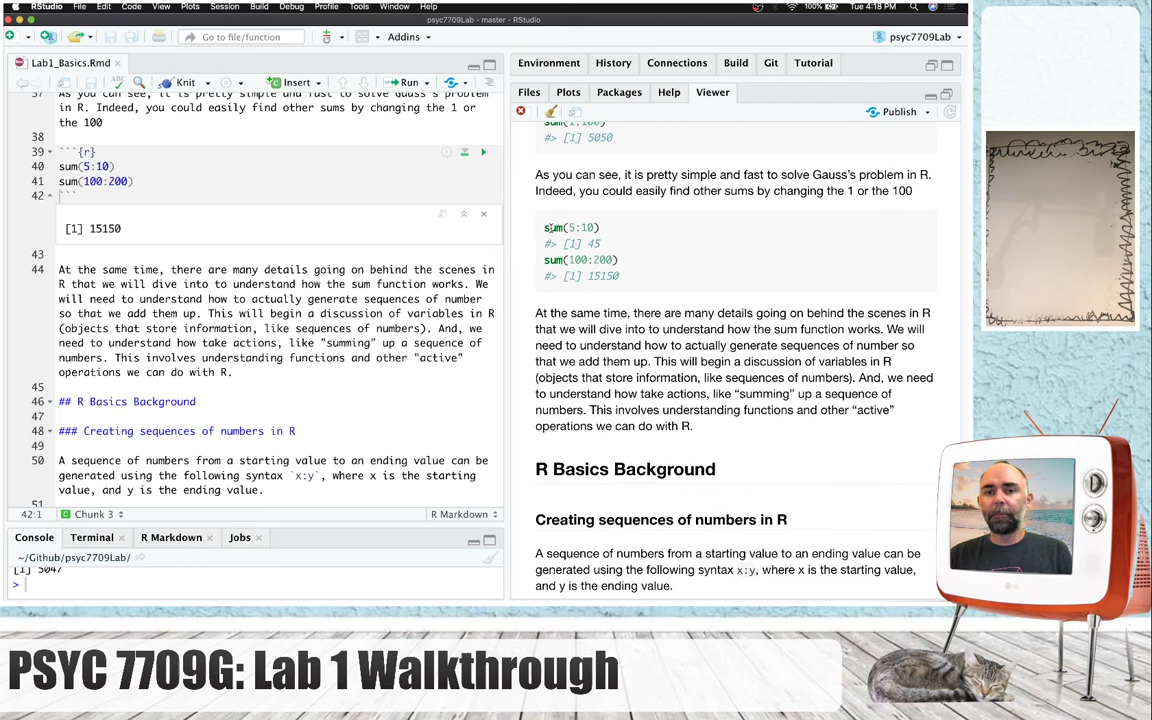 RStudio File Edit Code View Plots Session Build Debug Profile Tools Window Help 100% Tue 4:18 PM
psyc7709Lab - master - RStudio
Go to file/function Addins psyc7709Lab
Lab1_Basics.Rmd
ABC Knit Insert Run
37 As you can see, it is pretty simple and fast to solve Gauss's problem
in R. Indeed, you could easily find other sums by changing the 1 or
the 100
38
39 ```{r}
40 sum(5:10)
41 sum(100:200)
42 ```
[1] 15150
43
44 At the same time, there are many details going on behind the scenes in
R that we will dive into to understand how the sum function works. We
will need to understand how to actually generate sequences of number
so that we add them up. This will begin a discussion of variables in R
(objects that store information, like sequences of numbers). And, we
need to understand how take actions, like "summing" up a sequence of
numbers. This involves understanding functions and other "active"
operations we can do with R.
45
46 ## R Basics Background
47
48 ### Creating sequences of numbers in R
49
50 A sequence of numbers from a starting value to an ending value can be
generated using the following syntax `x:y`, where x is the starting
value, and y is the ending value.
51
42:1 Chunk 3 R Markdown
Console Terminal R Markdown Jobs
~/Github/psyc7709Lab/
[1] 5047
>
Environment History Connections Build Git Tutorial
Files Plots Packages Help Viewer
Publish
sum(1:100)
#> [1] 5050
As you can see, it is pretty simple and fast to solve Gauss's problem in R.
Indeed, you could easily find other sums by changing the 1 or the 100
sum(5:10)
#> [1] 45
sum(100:200)
#> [1] 15150
At the same time, there are many details going on behind the scenes in R
that we will dive into to understand how the sum function works. We will
need to understand how to actually generate sequences of number so
that we add them up. This will begin a discussion of variables in R
(objects that store information, like sequences of numbers). And, we need
to understand how take actions, like "summing" up a sequence of
numbers. This involves understanding functions and other "active"
operations we can do with R.
R Basics Background
Creating sequences of numbers in R
A sequence of numbers from a starting value to an ending value can be
generated using the following syntax x:y, where x is the starting value,
and y is the ending value.
LG
PSYC 7709G: Lab 1 Walkthrough